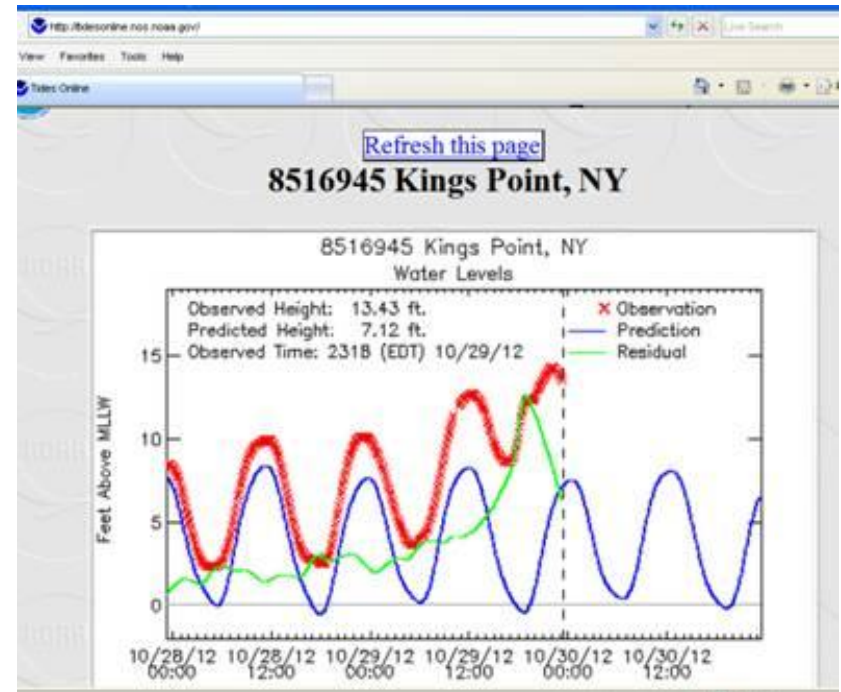 http://tidesonline.nos.noaa.gov/
Live Search
View Favorites Tools Help
Tides Online
Refresh this page
8516945 Kings Point, NY
8516945 Kings Point, NY
Water Levels
Observed Height: 13.43 ft.
Predicted Height: 7.12 ft.
Observed Time: 2318 (EDT) 10/29/12
Observation
Prediction
Residual
Feet Above MLLW
15
10
5
0
10/28/12 10/28/12 10/29/12 10/29/12 10/30/12 10/30/12
00:00 12:00 00:00 12:00 00:00 12:00